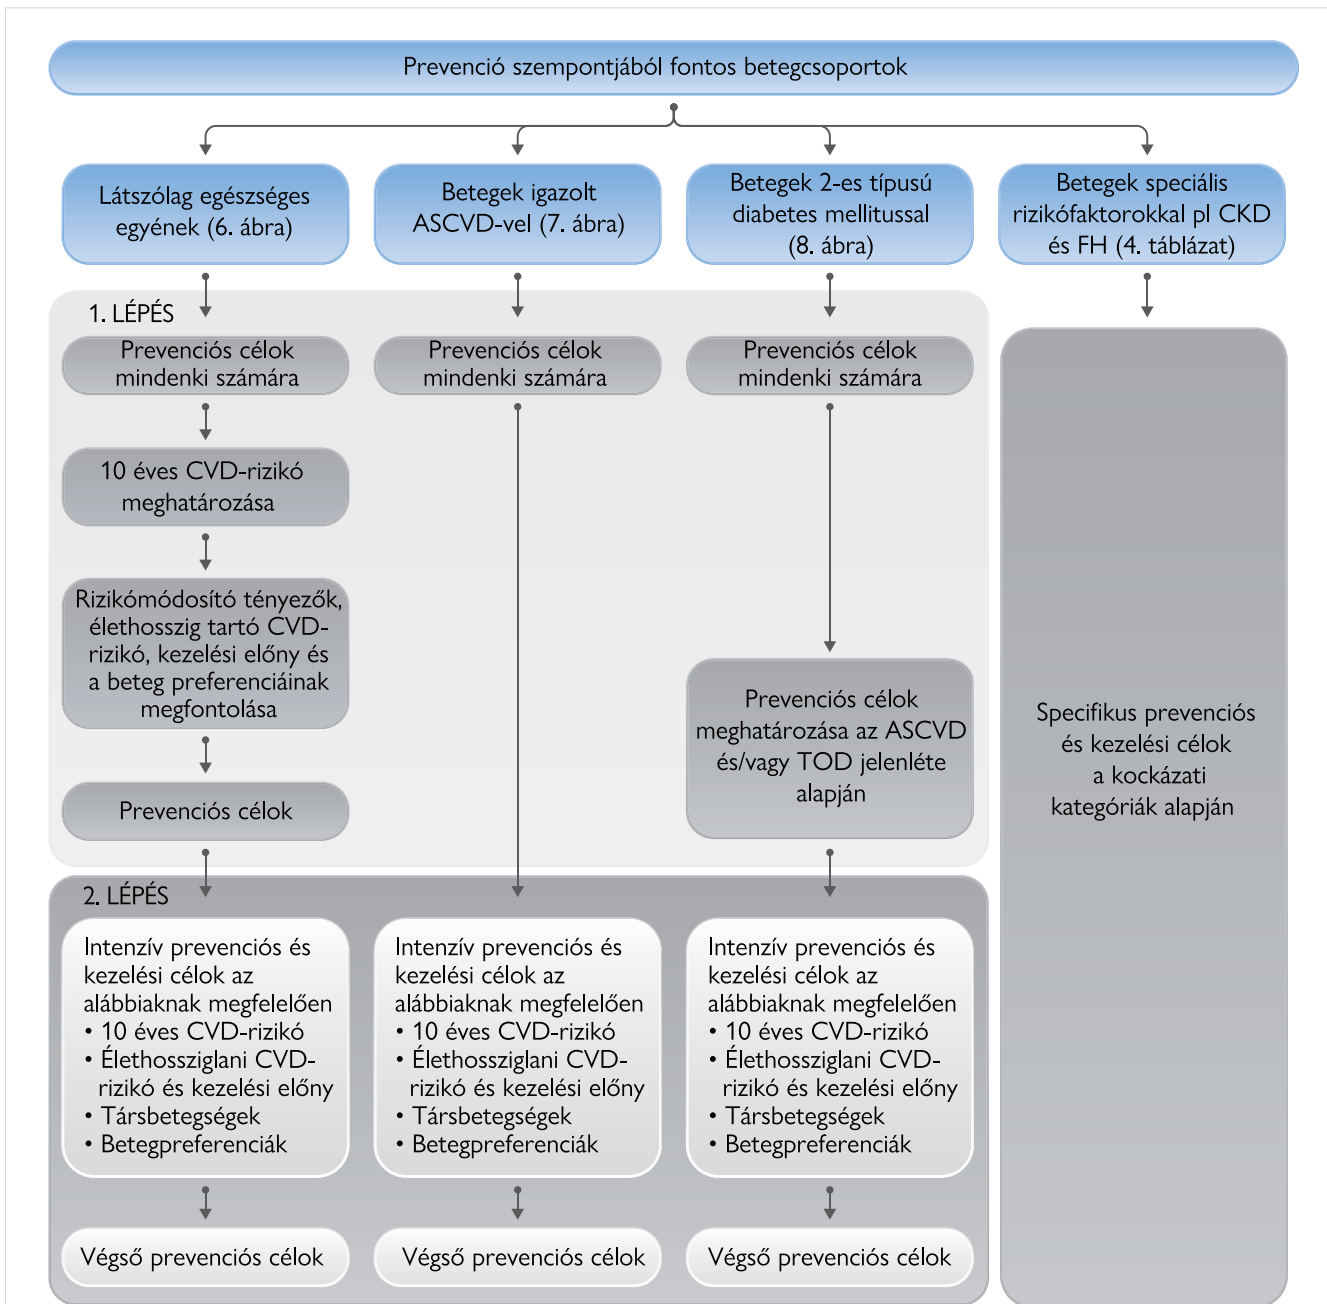 Prevenció szempontjából fontos betegcsoportok
Látszólag egészséges
egyének (6. ábra)
Betegek igazolt
ASCVD-vel (7. ábra)
Betegek 2-es típusú
diabetes mellitussal
(8. ábra)
Betegek speciális
rizikófaktorokkal pl CKD
és FH (4. táblázat)
1. LÉPÉS
Prevenciós célok
mindenki számára
Prevenciós célok
mindenki számára
Prevenciós célok
mindenki számára
10 éves CVD-rizikó
meghatározása
Rizikómódosító tényezők,
élethosszig tartó CVD-
rizikó, kezelési előny és
a beteg preferenciáinak
megfontolása
Prevenciós célok
Prevenciós célok
meghatározása az ASCVD
és/vagy TOD jelenléte
alapján
Specifikus prevenciós
és kezelési célok
a kockázati
kategóriák alapján
2. LÉPÉS
Intenzív prevenciós és
kezelési célok az
alábbiaknak megfelelően
• 10 éves CVD-rizikó
• Élethossziglani CVD-
rizikó és kezelési előny
• Társbetegségek
• Betegpreferenciák
Intenzív prevenciós és
kezelési célok az
alábbiaknak megfelelően
• 10 éves CVD-rizikó
• Élethossziglani CVD-
rizikó és kezelési előny
• Társbetegségek
• Betegpreferenciák
Intenzív prevenciós és
kezelési célok az
alábbiaknak megfelelően
• 10 éves CVD-rizikó
• Élethossziglani CVD-
rizikó és kezelési előny
• Társbetegségek
• Betegpreferenciák
Végső prevenciós célok
Végső prevenciós célok
Végső prevenciós célok